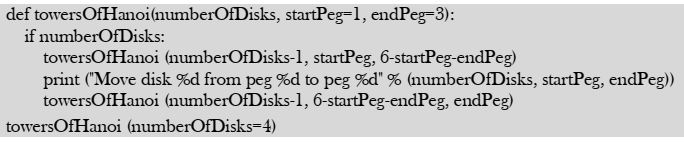 def towersOfHanoi(numberOfDisks, startPeg=1, endPeg=3):
if numberOfDisks:
towersOfHanoi (numberOfDisks-1, startPeg, 6-startPeg-endPeg)
print ("Move disk %d from peg %d to peg %d" % (numberOfDisks, startPeg, endPeg))
towersOfHanoi (numberOfDisks-1, 6-startPeg-endPeg, endPeg)
towersOfHanoi (numberOfDisks=4)